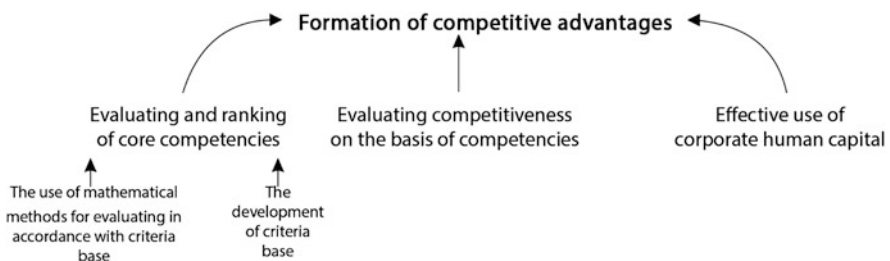 Formation of competitive advantages
Evaluating and ranking
of core competencies
Evaluating competitiveness
on the basis of competencies
Effective use of
corporate human capital
The use of mathematical
methods for evaluating in
accordance with criteria
base
The
development
of criteria
base